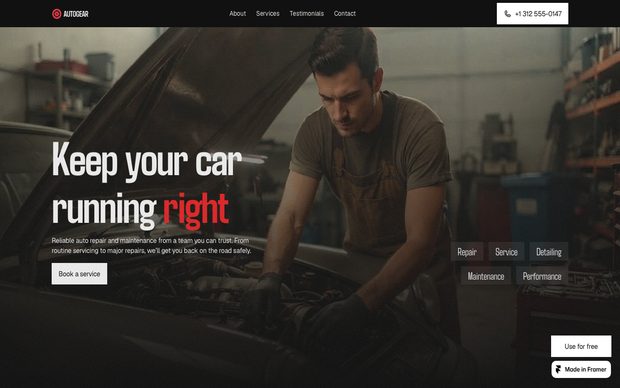 AUTOGEAR
About
Services
Testimonials
Contact
+1 312 555-0147
Keep your car
running right
Reliable auto repair and maintenance from a team you can trust. From
routine servicing to major repairs, we'll get you back on the road safely.
Book a service
Repair
Service
Detailing
Maintenance
Performance
Use for free
Made in Framer